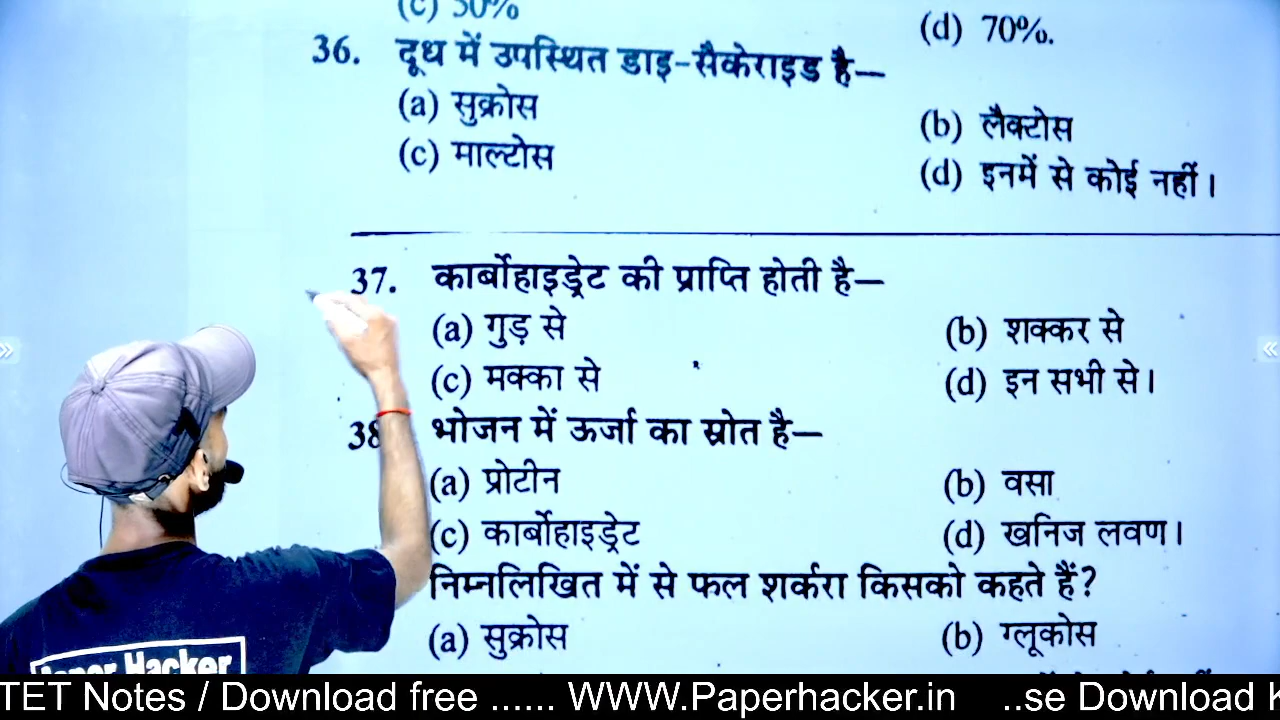 (c) 50%
(d) 70%.
36. दूध में उपस्थित डाइ-सैकेराइड है—
(a) सुक्रोस
(b) लैक्टोस
(c) माल्टोस
(d) इनमें से कोई नहीं।
37. कार्बोहाइड्रेट की प्राप्ति होती है—
(a) गुड़ से
(b) शक्कर से
(c) मक्का से
(d) इन सभी से।
38 भोजन में ऊर्जा का स्रोत है—
(a) प्रोटीन
(b) वसा
(c) कार्बोहाइड्रेट
(d) खनिज लवण।
निम्नलिखित में से फल शर्करा किसको कहते हैं?
(a) सुक्रोस
(b) ग्लूकोस
Hacker
TET Notes / Download free ...... WWW.Paperhacker.in ..se Download